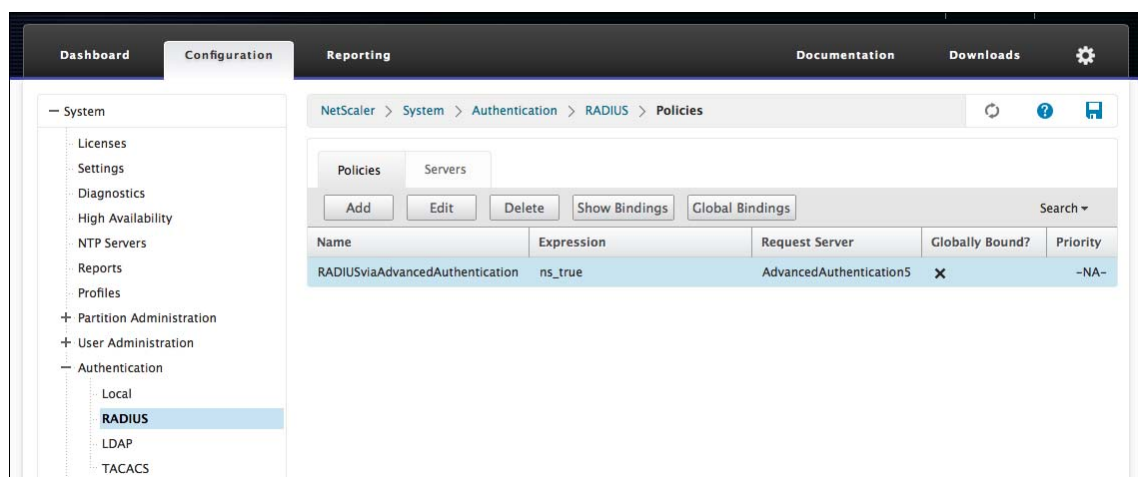 Dashboard Configuration Reporting Documentation Downloads
System
Licenses
Settings
Diagnostics
High Availability
NTP Servers
Reports
Profiles
Partition Administration
User Administration
Authentication
Local
RADIUS
LDAP
TACACS
NetScaler > System > Authentication > RADIUS > Policies
Policies Servers
Add Edit Delete Show Bindings Global Bindings Search
Name Expression Request Server Globally Bound? Priority
RADIUSviaAdvancedAuthentication ns_true AdvancedAuthentication5 -NA-